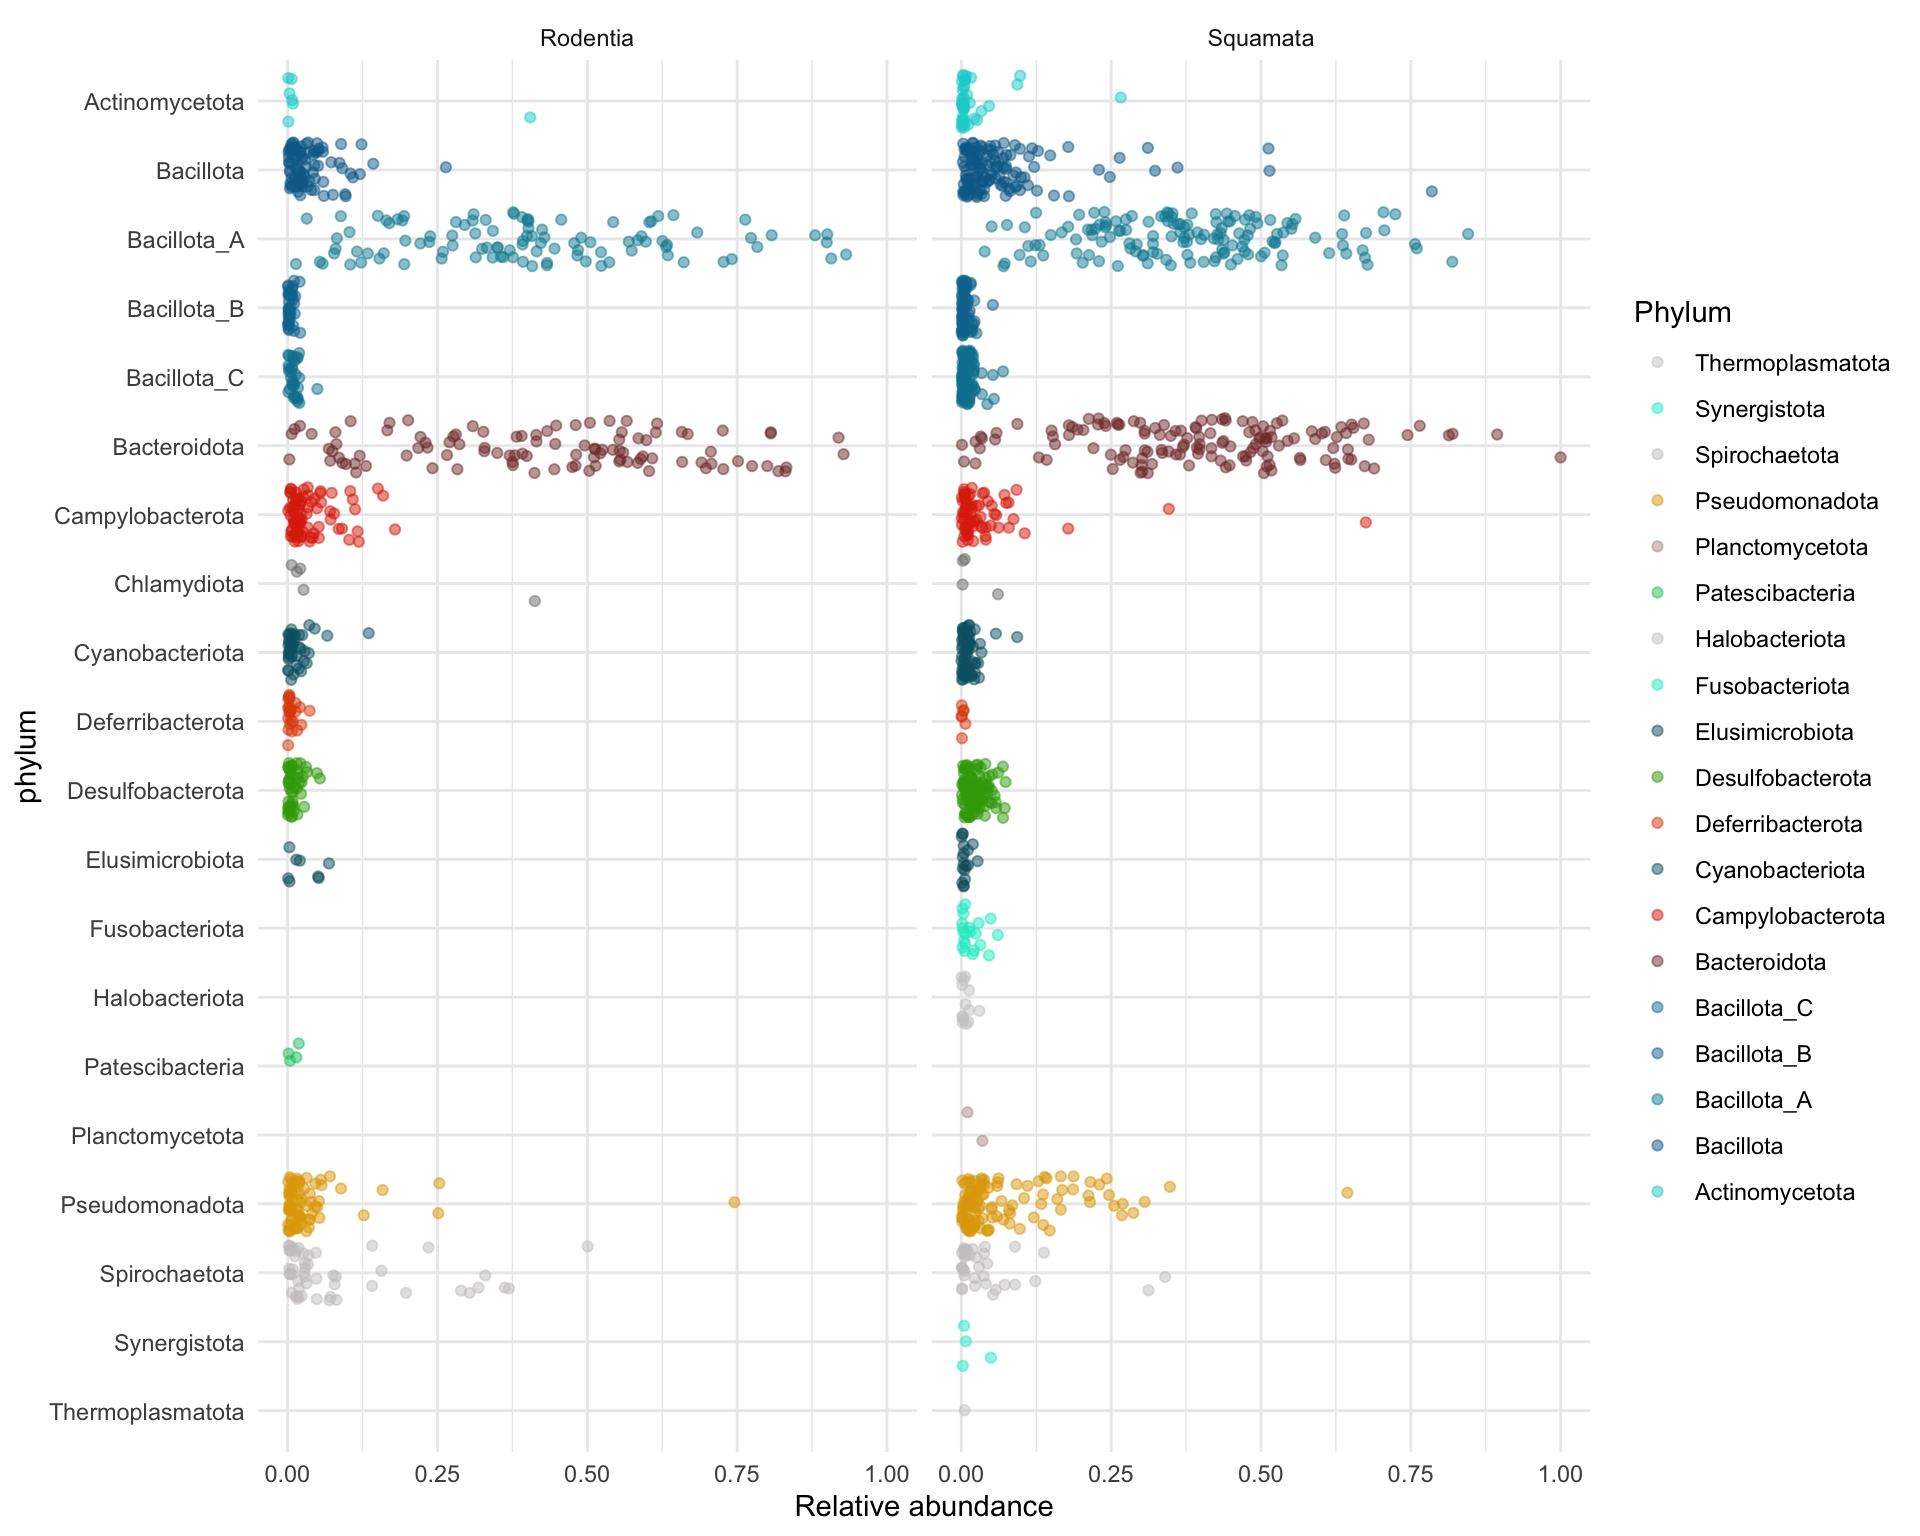 Rodentia
Squamata
phylum
Actinomycetota
Bacillota
Bacillota_A
Bacillota_B
Bacillota_C
Bacteroidota
Campylobacterota
Chlamydiota
Cyanobacteriota
Deferribacterota
Desulfobacterota
Elusimicrobiota
Fusobacteriota
Halobacteriota
Patescibacteria
Planctomycetota
Pseudomonadota
Spirochaetota
Synergistota
Thermoplasmatota
0.00 0.25 0.50 0.75 1.00
0.00 0.25 0.50 0.75 1.00
Relative abundance
Phylum
Thermoplasmatota
Synergistota
Spirochaetota
Pseudomonadota
Planctomycetota
Patescibacteria
Halobacteriota
Fusobacteriota
Elusimicrobiota
Desulfobacterota
Deferribacterota
Cyanobacteriota
Campylobacterota
Bacteroidota
Bacillota_C
Bacillota_B
Bacillota_A
Bacillota
Actinomycetota